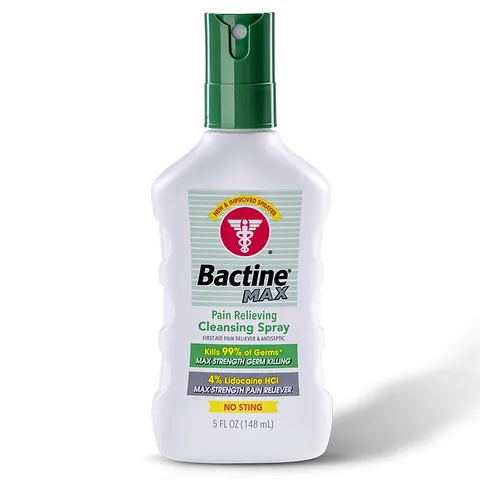 NEW & IMPROVED SPRAYER
®
Bactine®
MAX
Pain Relieving
Cleansing Spray
FIRST AID PAIN RELIEVER & ANTISEPTIC
Kills 99% of Germs*
MAX STRENGTH GERM KILLING
4% Lidocaine HCl
MAX STRENGTH PAIN RELIEVER
NO STING
5 FL OZ (148 mL)